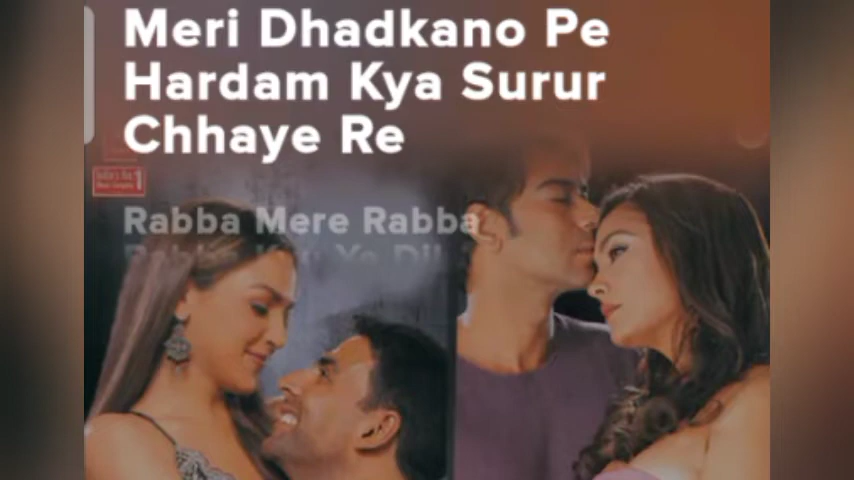 Meri Dhadkano Pe
Hardam Kya Surur
Chhaye Re
Rabba Mere Rabba